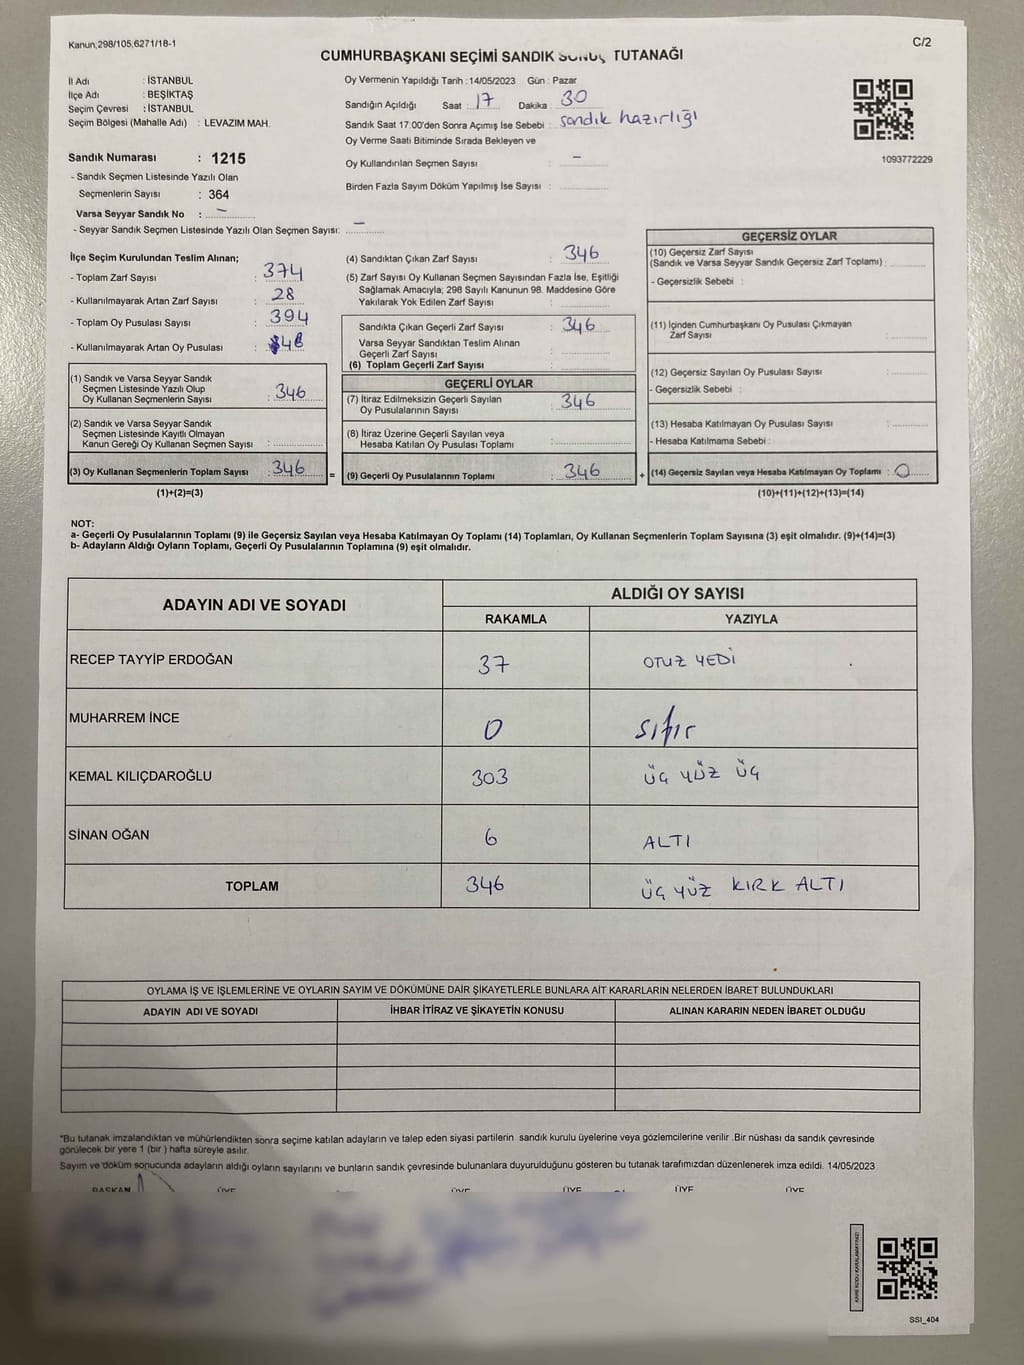 Kanun,298/105,6271/18-1
C/2
CUMHURBAŞKANI SEÇİMİ SANDIK SONUÇ TUTANAĞI
İl Adı : İSTANBUL
İlçe Adı : BEŞİKTAŞ
Seçim Çevresi : İSTANBUL
Seçim Bölgesi (Mahalle Adı) : LEVAZIM MAH.
Oy Vermenin Yapıldığı Tarih : 14/05/2023 Gün : Pazar
Sandığın Açıldığı Saat : 17 Dakika : 30
Sandık Saat 17:00'den Sonra Açımış İse Sebebi : sandık hazırlığı
Oy Verme Saati Bitiminde Sırada Bekleyen ve
Oy Kullandırılan Seçmen Sayısı : –
Birden Fazla Sayım Döküm Yapılmış İse Sayısı :
1093772229
Sandık Numarası : 1215
- Sandık Seçmen Listesinde Yazılı Olan
Seçmenlerin Sayısı : 364
Varsa Seyyar Sandık No : –
- Seyyar Sandık Seçmen Listesinde Yazılı Olan Seçmen Sayısı: –
İlçe Seçim Kurulundan Teslim Alınan;
- Toplam Zarf Sayısı : 374
- Kullanılmayarak Artan Zarf Sayısı : 28
- Toplam Oy Pusulası Sayısı : 394
- Kullanılmayarak Artan Oy Pusulası : 48
(1) Sandık ve Varsa Seyyar Sandık
Seçmen Listesinde Yazılı Olup
Oy Kullanan Seçmenlerin Sayısı : 346
(2) Sandık ve Varsa Seyyar Sandık
Seçmen Listesinde Kayıtlı Olmayan
Kanun Gereği Oy Kullanan Seçmen Sayısı :
(3) Oy Kullanan Seçmenlerin Toplam Sayısı : 346 =
(1)+(2)=(3)
(4) Sandıktan Çıkan Zarf Sayısı : 346
(5) Zarf Sayısı Oy Kullanan Seçmen Sayısından Fazla İse, Eşitliği
Sağlamak Amacıyla; 298 Sayılı Kanunun 98. Maddesine Göre
Yakılarak Yok Edilen Zarf Sayısı :
Sandıkta Çıkan Geçerli Zarf Sayısı : 346
Varsa Seyyar Sandıktan Teslim Alınan
Geçerli Zarf Sayısı :
(6) Toplam Geçerli Zarf Sayısı :
GEÇERLİ OYLAR
(7) İtiraz Edilmeksizin Geçerli Sayılan
Oy Pusulalarının Sayısı : 346
(8) İtiraz Üzerine Geçerli Sayılan veya
Hesaba Katılan Oy Pusulası Toplamı :
(9) Geçerli Oy Pusulalarının Toplamı : 346 +
GEÇERSİZ OYLAR
(10) Geçersiz Zarf Sayısı
(Sandık ve Varsa Seyyar Sandık Geçersiz Zarf Toplamı) :
- Geçersizlik Sebebi :
(11) İçinden Cumhurbaşkanı Oy Pusulası Çıkmayan
Zarf Sayısı :
(12) Geçersiz Sayılan Oy Pusulası Sayısı :
- Geçersizlik Sebebi :
(13) Hesaba Katılmayan Oy Pusulası Sayısı :
- Hesaba Katılmama Sebebi :
(14) Geçersiz Sayılan veya Hesaba Katılmayan Oy Toplamı : 0
(10)+(11)+(12)+(13)=(14)
NOT:
a- Geçerli Oy Pusulalarının Toplamı (9) ile Geçersiz Sayılan veya Hesaba Katılmayan Oy Toplamı (14) Toplamları, Oy Kullanan Seçmenlerin Toplam Sayısına (3) eşit olmalıdır. (9)+(14)=(3)
b- Adayların Aldığı Oyların Toplamı, Geçerli Oy Pusulalarının Toplamına (9) eşit olmalıdır.
ADAYIN ADI VE SOYADI
ALDIĞI OY SAYISI
RAKAMLA YAZIYLA
RECEP TAYYİP ERDOĞAN 37 OTUZ YEDİ
MUHARREM İNCE 0 sıfır
KEMAL KILIÇDAROĞLU 303 ÜÇ YÜZ ÜÇ
SİNAN OĞAN 6 ALTI
TOPLAM 346 ÜÇ YÜZ KIRK ALTI
OYLAMA İŞ VE İŞLEMLERİNE VE OYLARIN SAYIM VE DÖKÜMÜNE DAİR ŞİKAYETLERLE BUNLARA AİT KARARLARIN NELERDEN İBARET BULUNDUKLARI
ADAYIN ADI VE SOYADI İHBAR İTİRAZ VE ŞİKAYETİN KONUSU ALINAN KARARIN NEDEN İBARET OLDUĞU
*Bu tutanak imzalandıktan ve mühürlendikten sonra seçime katılan adayların ve talep eden siyasi partilerin sandık kurulu üyelerine veya gözlemcilerine verilir .Bir nüshası da sandık çevresinde
görülecek bir yere 1 (bir ) hafta süreyle asılır.
Sayım ve döküm sonucunda adayların aldığı oyların sayılarını ve bunların sandık çevresinde bulunanlara duyurulduğunu gösteren bu tutanak tarafımızdan düzenlenerek imza edildi. 14/05/2023
BAŞKAN ÜYE ÜYE ÜYE ÜYE ÜYE
KARE KODU KARALAMAYINIZ!
SSI_404